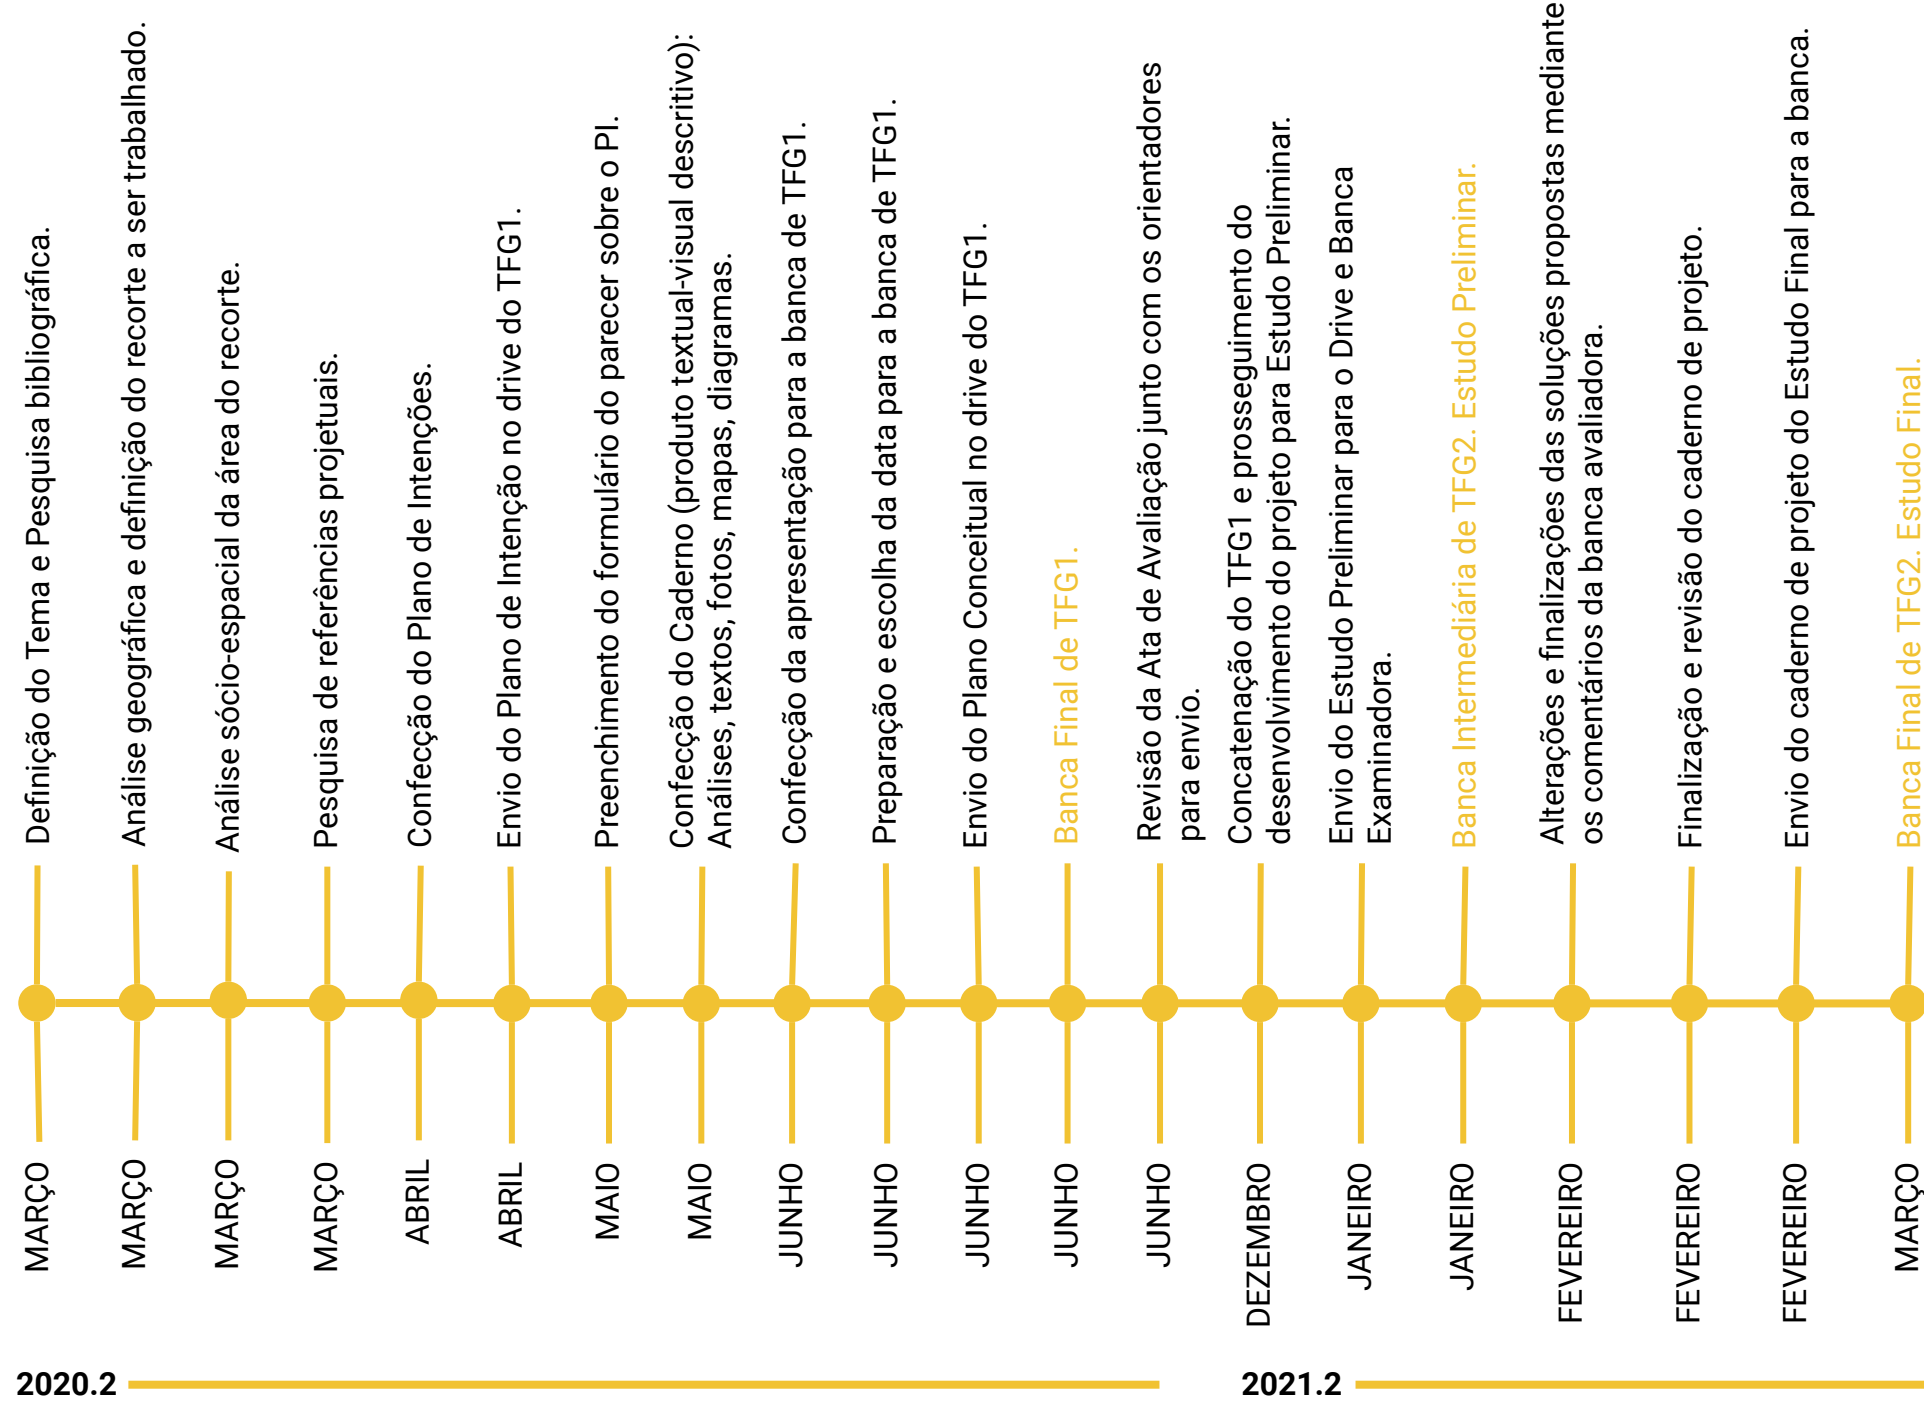 Definição do Tema e Pesquisa bibliográfica.
Análise geográfica e definição do recorte a ser trabalhado.
Análise sócio-espacial da área do recorte.
Pesquisa de referências projetuais.
Confecção do Plano de Intenções.
Envio do Plano de Intenção no drive do TFG1.
Preenchimento do formulário do parecer sobre o PI.
Confecção do Caderno (produto textual-visual descritivo):
Análises, textos, fotos, mapas, diagramas.
Confecção da apresentação para a banca de TFG1.
Preparação e escolha da data para a banca de TFG1.
Envio do Plano Conceitual no drive do TFG1.
Banca Final de TFG1.
Revisão da Ata de Avaliação junto com os orientadores
para envio.
Concatenação do TFG1 e prosseguimento do
desenvolvimento do projeto para Estudo Preliminar.
Envio do Estudo Preliminar para o Drive e Banca
Examinadora.
Banca Intermediária de TFG2. Estudo Preliminar.
Alterações e finalizações das soluções propostas mediante
os comentários da banca avaliadora.
Finalização e revisão do caderno de projeto.
Envio do caderno de projeto do Estudo Final para a banca.
Banca Final de TFG2. Estudo Final.
MARÇO
MARÇO
MARÇO
MARÇO
ABRIL
ABRIL
MAIO
MAIO
JUNHO
JUNHO
JUNHO
JUNHO
JUNHO
DEZEMBRO
JANEIRO
JANEIRO
FEVEREIRO
FEVEREIRO
FEVEREIRO
MARÇO
2020.2
2021.2